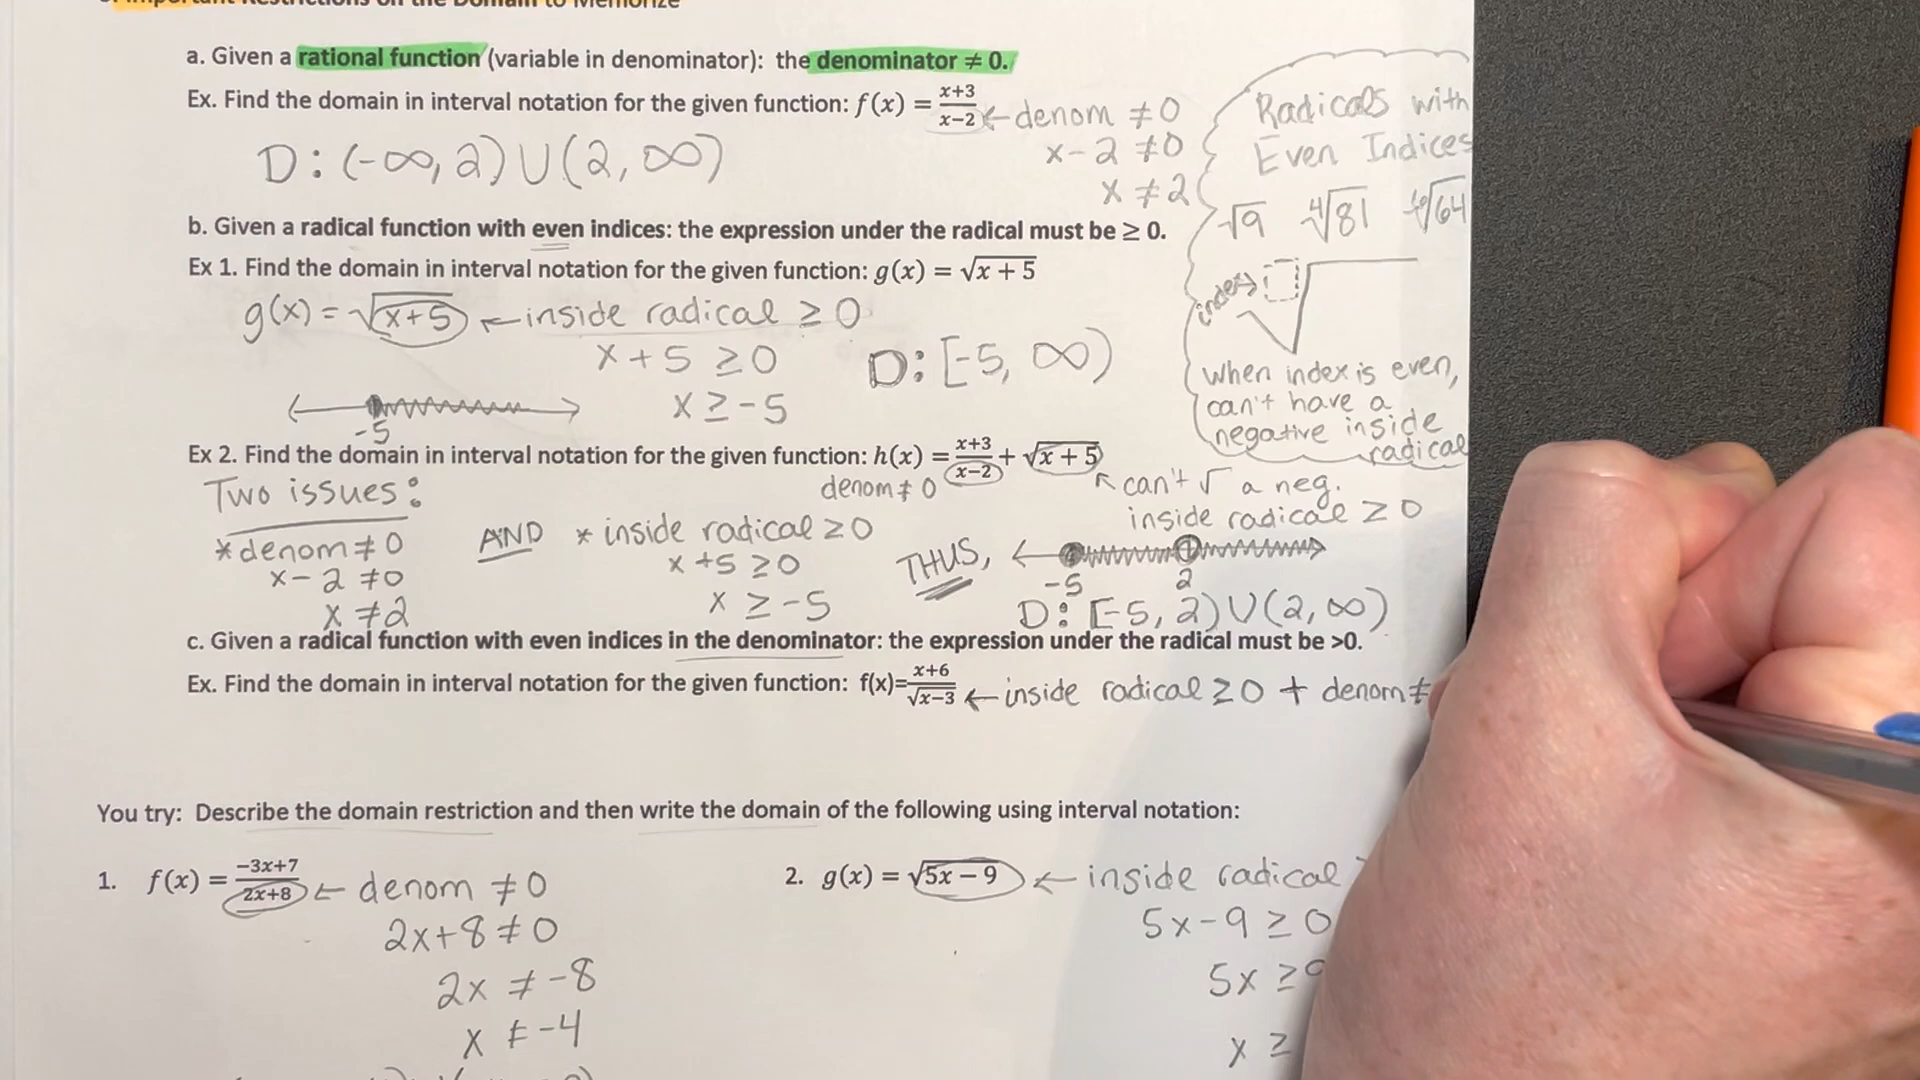 Important Restrictions on the Domain to Memorize
a. Given a rational function (variable in denominator): the denominator ≠ 0.
Ex. Find the domain in interval notation for the given function: f(x) = x+3/x−2 ← denom ≠ 0
x - 2 ≠ 0
x ≠ 2
D: (-∞, 2) U (2, ∞)
Radicals with
Even Indices
√9 ∜81 ⁶√64
index →
When index is even,
can't have a
negative inside
radical
b. Given a radical function with even indices: the expression under the radical must be ≥ 0.
Ex 1. Find the domain in interval notation for the given function: g(x) = √x + 5
g(x) = √x+5 ← inside radical ≥ 0
x + 5 ≥ 0
x ≥ -5
D: [-5, ∞)
-5
Ex 2. Find the domain in interval notation for the given function: h(x) = x+3/x−2 + √x + 5
denom ≠ 0
can't √ a neg.
inside radical ≥ 0
Two issues:
* denom ≠ 0 AND * inside radical ≥ 0
x - 2 ≠ 0 x + 5 ≥ 0
x ≠ 2 x ≥ -5
THUS,
-5 2
D: [-5, 2) U (2, ∞)
c. Given a radical function with even indices in the denominator: the expression under the radical must be >0.
Ex. Find the domain in interval notation for the given function: f(x)= x+6/√x−3 ← inside radical ≥ 0 + denom ≠
You try: Describe the domain restriction and then write the domain of the following using interval notation:
1. f(x) = −3x+7/2x+8 ← denom ≠ 0
2x+8 ≠ 0
2x ≠ -8
x ≠ -4
2. g(x) = √5x − 9 ← inside radical
5x - 9 ≥ 0
5x ≥ 9
x ≥